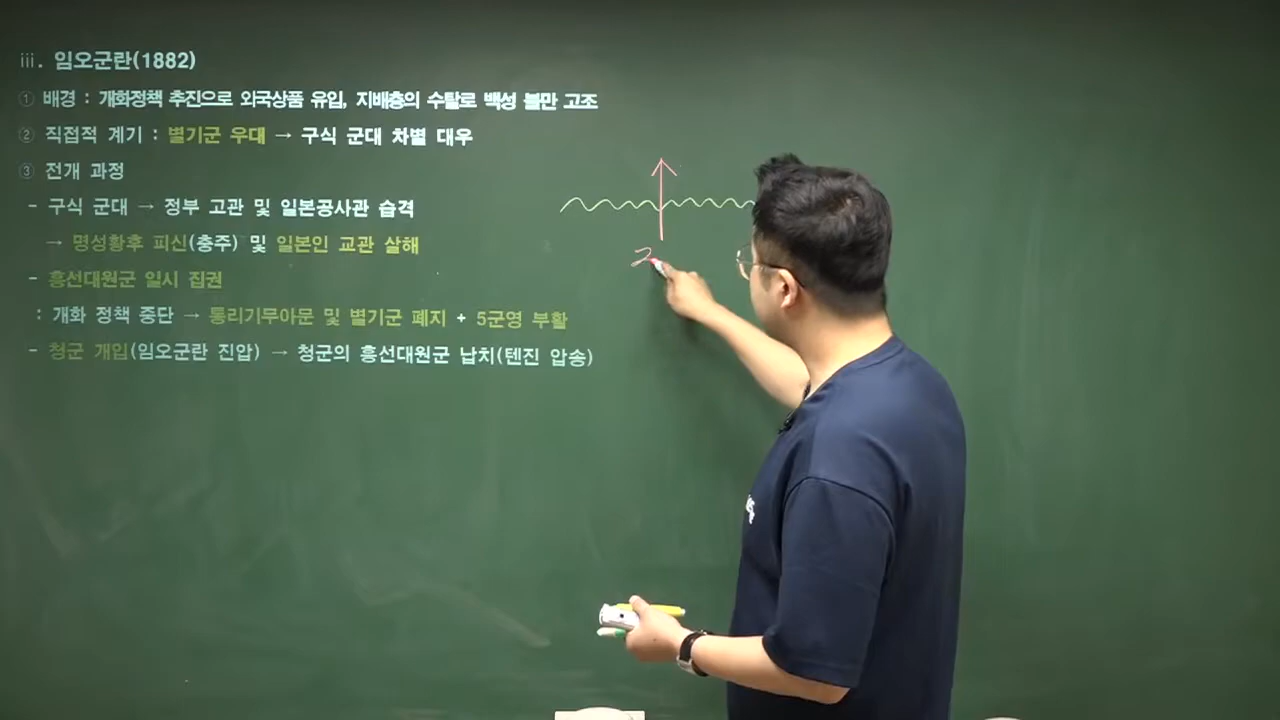 ⅲ. 임오군란(1882)
① 배경 : 개화정책 추진으로 외국상품 유입, 지배층의 수탈로 백성 불만 고조
② 직접적 계기 : 별기군 우대 → 구식 군대 차별 대우
③ 전개 과정
- 구식 군대 → 정부 고관 및 일본공사관 습격
→ 명성황후 피신(충주) 및 일본인 교관 살해
- 흥선대원군 일시 집권
: 개화 정책 중단 → 통리기무아문 및 별기군 폐지 + 5군영 부활
- 청군 개입(임오군란 진압) → 청군의 흥선대원군 납치(텐진 압송)